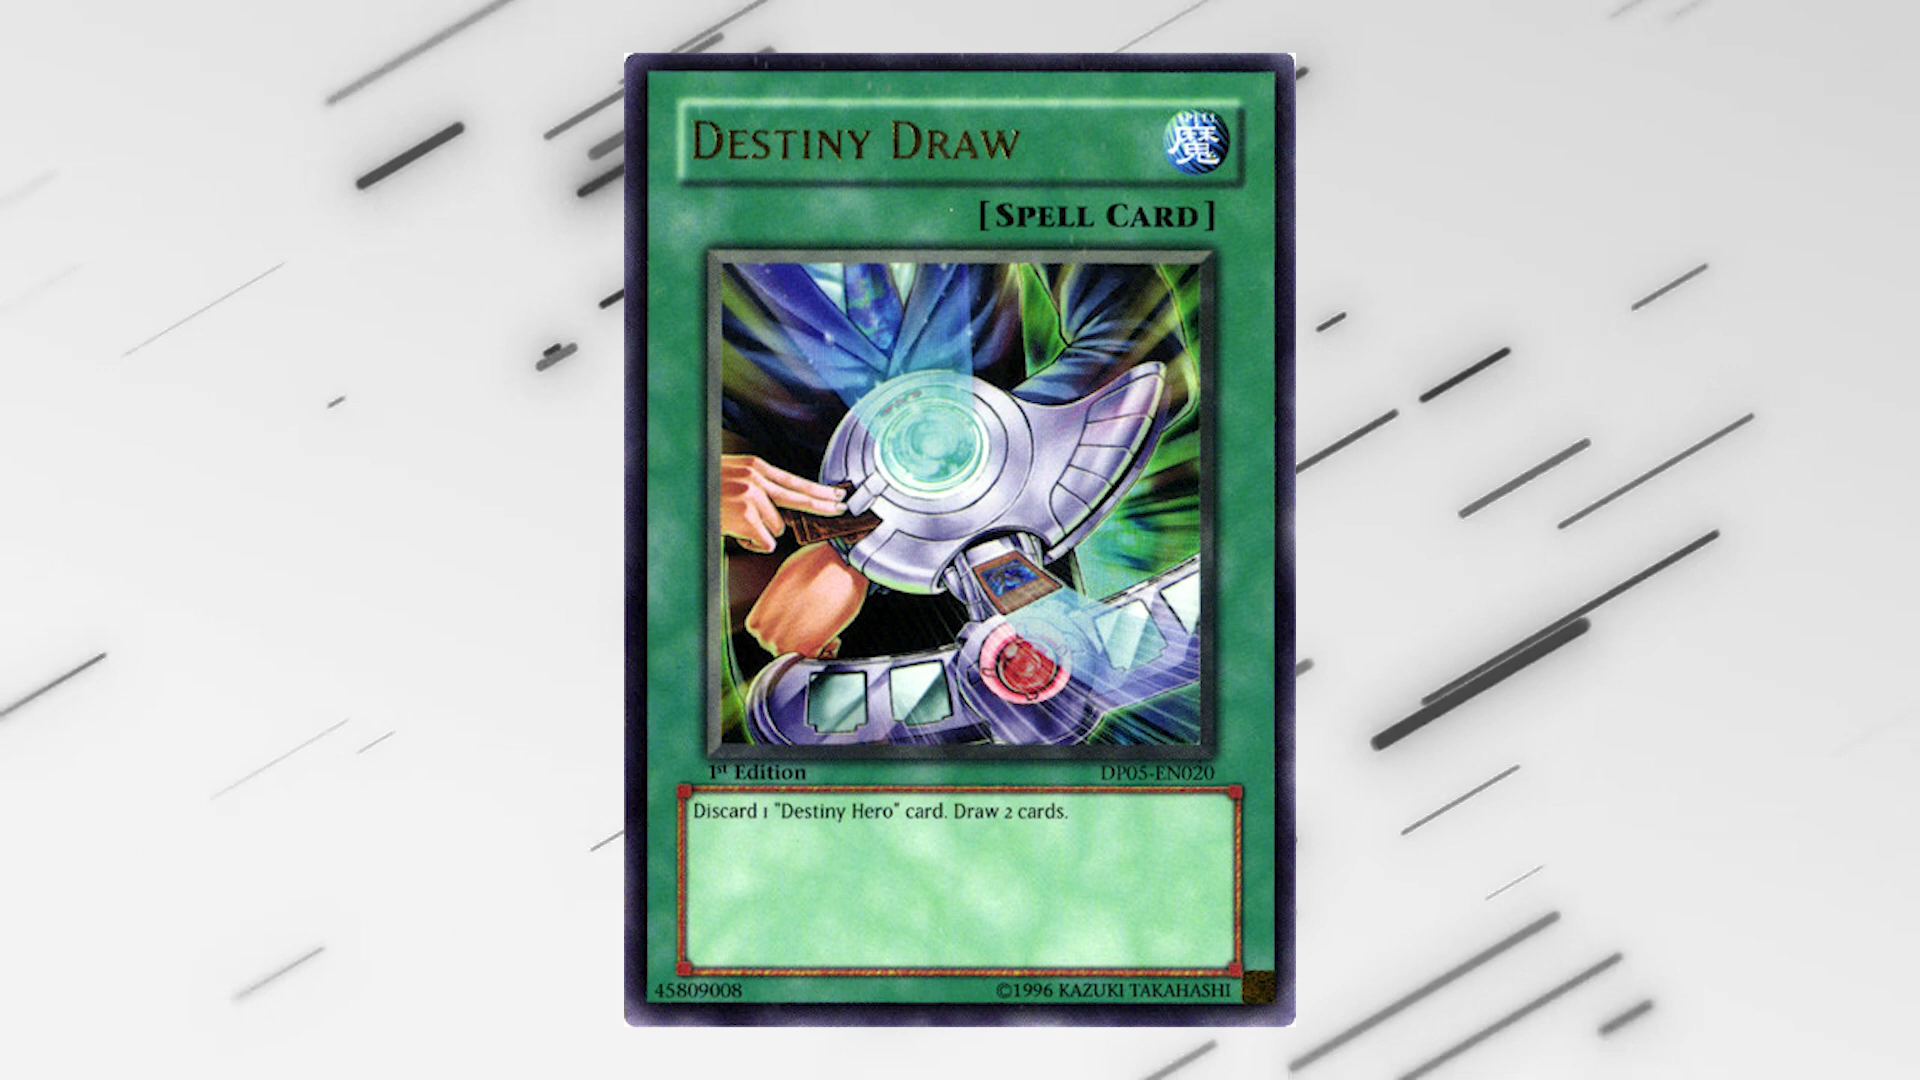 DESTINY DRAW
魔
[SPELL CARD]
1st Edition
DP05-EN020
Discard 1 "Destiny Hero" card. Draw 2 cards.
45809008
©1996 KAZUKI TAKAHASHI